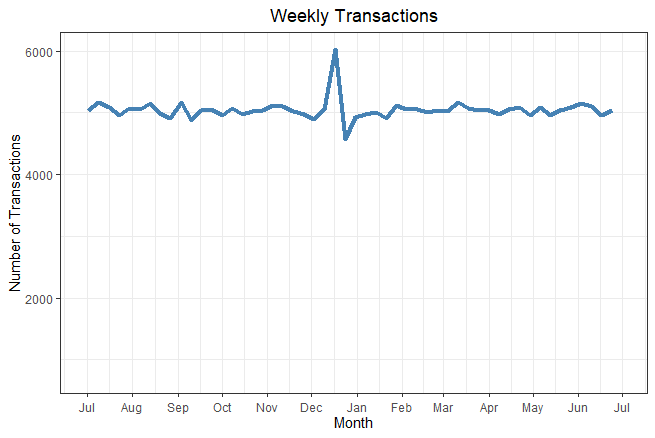 Weekly Transactions
Number of Transactions
6000
4000
2000
Jul Aug Sep Oct Nov Dec Jan Feb Mar Apr May Jun Jul
Month